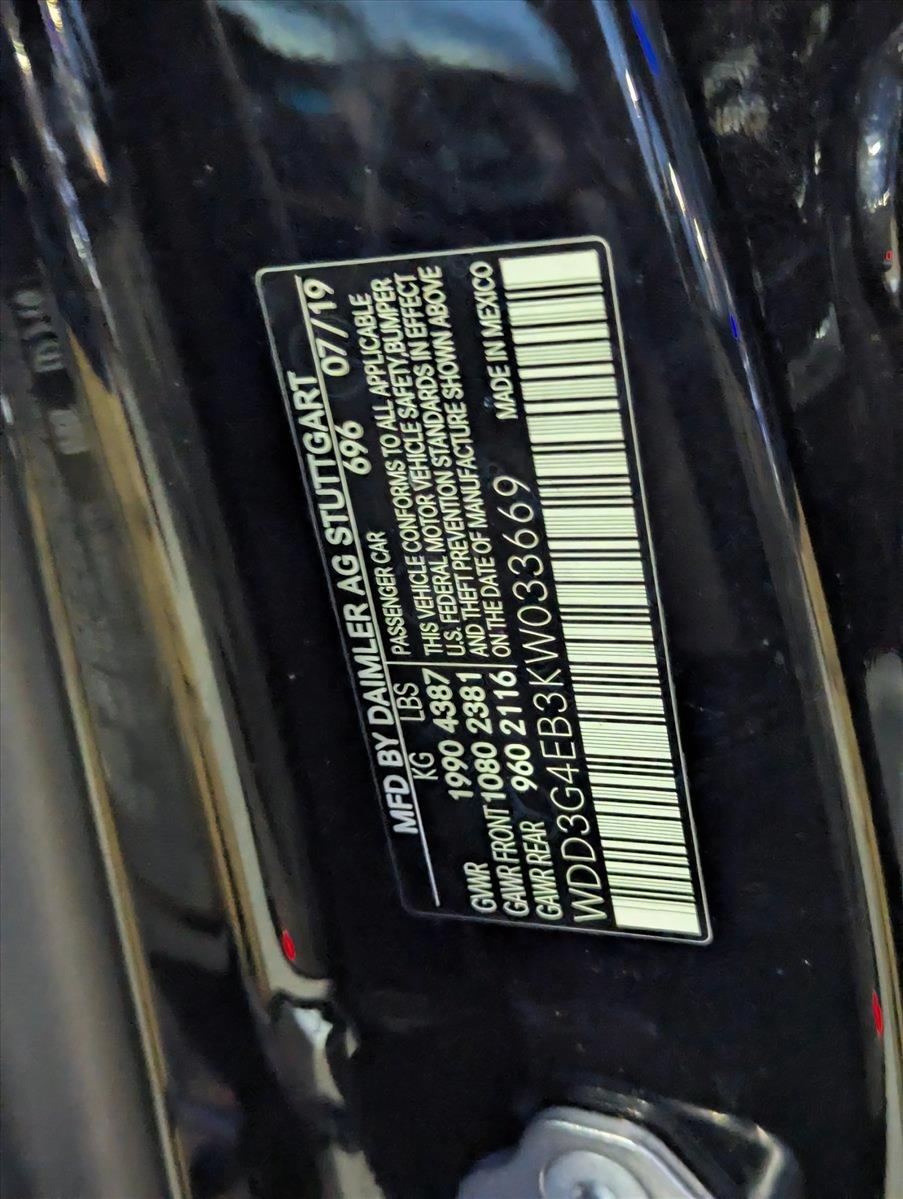 MFD BY DAIMLER AG STUTTGART
KG LBS 696 07/19
PASSENGER CAR
THIS VEHICLE CONFORMS TO ALL APPLICABLE
U.S. FEDERAL MOTOR VEHICLE SAFETY, BUMPER
AND THEFT PREVENTION STANDARDS IN EFFECT
ON THE DATE OF MANUFACTURE SHOWN ABOVE
GVWR 1990 4387
GAWR FRONT 1080 2381
GAWR REAR 960 2116
MADE IN MEXICO
WDD3G4EB3KW033669